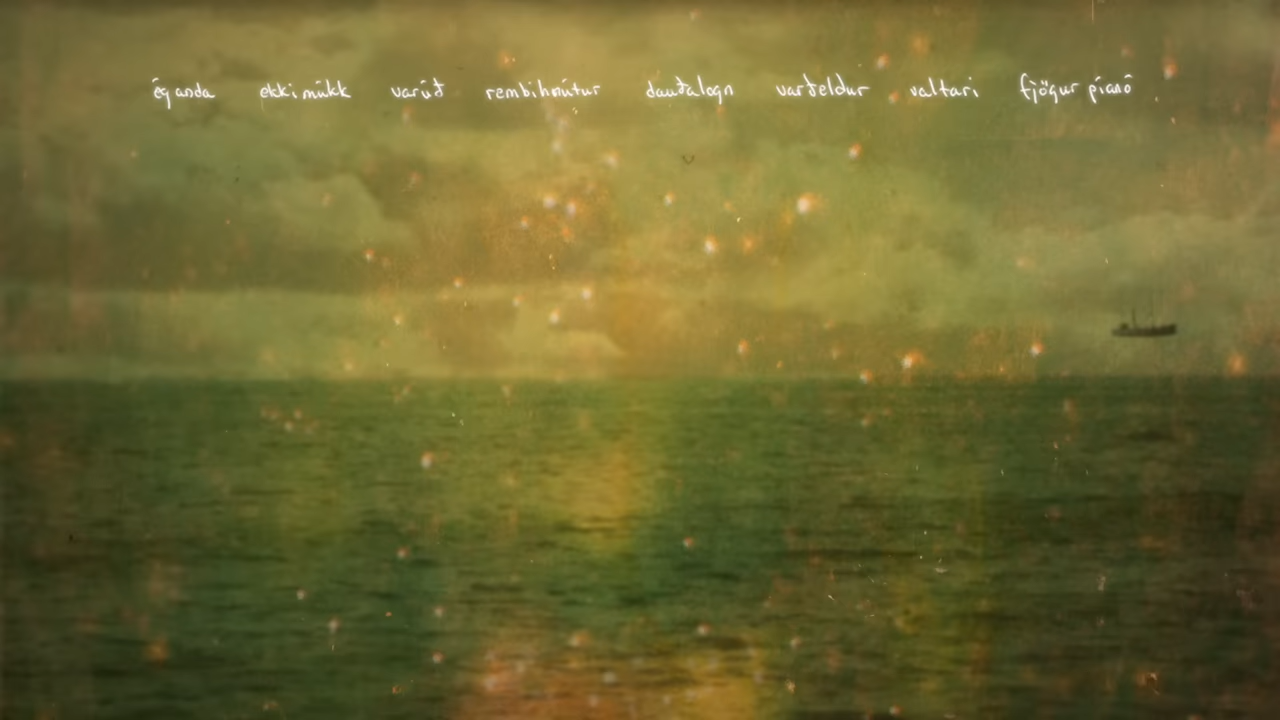 ég anda ekki múkk varúð rembihnútur dauðalogn varðeldur valtari fjögur píanó